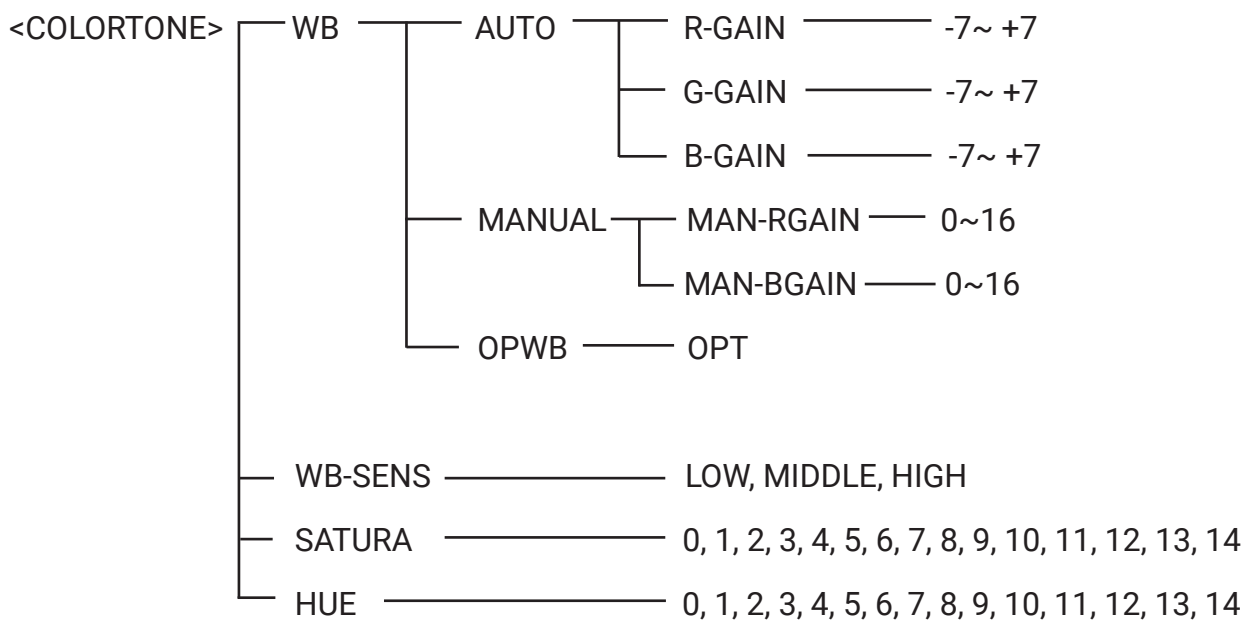 <COLORTONE> WB AUTO R-GAIN -7~ +7
G-GAIN -7~ +7
B-GAIN -7~ +7
MANUAL MAN-RGAIN 0~16
MAN-BGAIN 0~16
OPWB OPT
WB-SENS LOW, MIDDLE, HIGH
SATURA 0, 1, 2, 3, 4, 5, 6, 7, 8, 9, 10, 11, 12, 13, 14
HUE 0, 1, 2, 3, 4, 5, 6, 7, 8, 9, 10, 11, 12, 13, 14